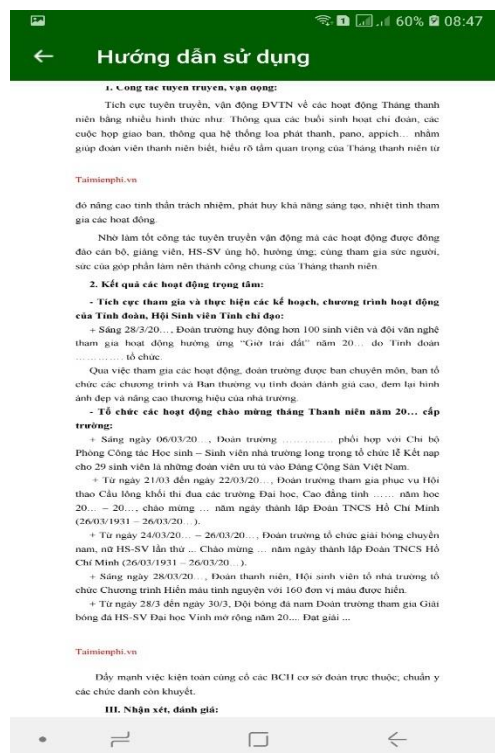 60% 08:47
Hướng dẫn sử dụng
1. Công tác tuyên truyền, vận động:
Tích cực tuyên truyền, vận động ĐVTN về các hoạt động Tháng thanh
niên bằng nhiều hình thức như: Thông qua các buổi sinh hoạt chi đoàn, các
cuộc họp giao ban, thông qua hệ thống loa phát thanh, pano, appich… nhằm
giúp đoàn viên thanh niên biết, hiểu rõ tầm quan trọng của Tháng thanh niên từ
Taimienphi.vn
đó nâng cao tinh thần trách nhiệm, phát huy khả năng sáng tạo, nhiệt tình tham
gia các hoạt động.
Nhờ làm tốt công tác tuyên truyền vận động mà các hoạt động được đông
đảo cán bộ, giảng viên, HS-SV ủng hộ, hưởng ứng; cùng tham gia sức người,
sức của góp phần làm nên thành công chung của Tháng thanh niên.
2. Kết quả các hoạt động trọng tâm:
- Tích cực tham gia và thực hiện các kế hoạch, chương trình hoạt động
của Tỉnh đoàn, Hội Sinh viên Tỉnh chỉ đạo:
+ Sáng 28/3/20…, Đoàn trường huy động hơn 100 sinh viên và đội văn nghệ
tham gia hoạt động hưởng ứng “Giờ trái đất” năm 20… do Tỉnh đoàn
…………. tổ chức.
Qua việc tham gia các hoạt động, đoàn trường được ban chuyên môn, ban tổ
chức các chương trình và Ban thường vụ tỉnh đoàn đánh giá cao, đem lại hình
ảnh đẹp và nâng cao thương hiệu của nhà trường.
- Tổ chức các hoạt động chào mừng tháng Thanh niên năm 20… cấp
trường:
+ Sáng ngày 06/03/20…, Đoàn trường …………. phối hợp với Chi bộ
Phòng Công tác Học sinh – Sinh viên nhà trường long trọng tổ chức lễ Kết nạp
cho 29 sinh viên là những đoàn viên ưu tú vào Đảng Cộng Sản Việt Nam.
+ Từ ngày 21/03 đến ngày 22/03/20…, Đoàn trường tham gia phục vụ Hội
thao Cầu lông khối thi đua các trường Đại học, Cao đẳng tỉnh …… năm học
20… – 20…, chào mừng … năm ngày thành lập Đoàn TNCS Hồ Chí Minh
(26/03/1931 – 26/03/20…).
+ Từ ngày 24/03/20… – 26/03/20…, Đoàn trường tổ chức giải bóng chuyền
nam, nữ HS-SV lần thứ ... Chào mừng … năm ngày thành lập Đoàn TNCS Hồ
Chí Minh (26/03/1931 – 26/03/20…).
+ Sáng ngày 28/03/20…, Đoàn thanh niên, Hội sinh viên tổ nhà trường tổ
chức Chương trình Hiến máu tình nguyện với 160 đơn vị máu được hiến.
+ Từ ngày 28/3 đến ngày 30/3, Đội bóng đá nam Đoàn trường tham gia Giải
bóng đá HS-SV Đại học Vinh mở rộng năm 20…. Đạt giải ...
Taimienphi.vn
Đẩy mạnh việc kiện toàn củng cố các BCH cơ sở đoàn trực thuộc; chuẩn y
các chức danh còn khuyết.
III. Nhận xét, đánh giá: